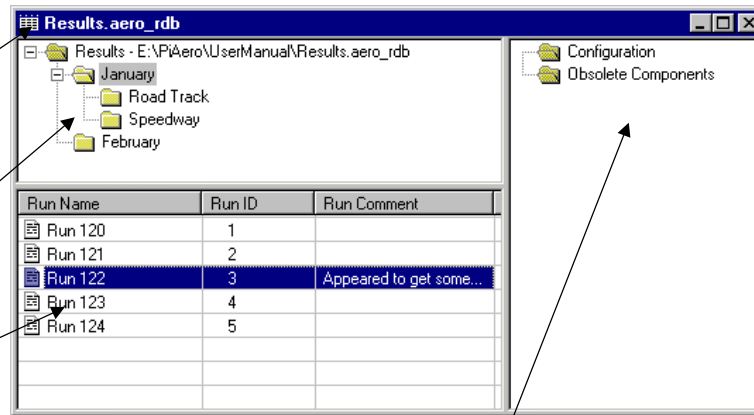 Results.aero_rdb
Results - E:\PiAero\UserManual\Results.aero_rdb
January
Road Track
Speedway
February
Configuration
Obsolete Components
Run Name Run ID Run Comment
Run 120 1
Run 121 2
Run 122 3 Appeared to get some...
Run 123 4
Run 124 5